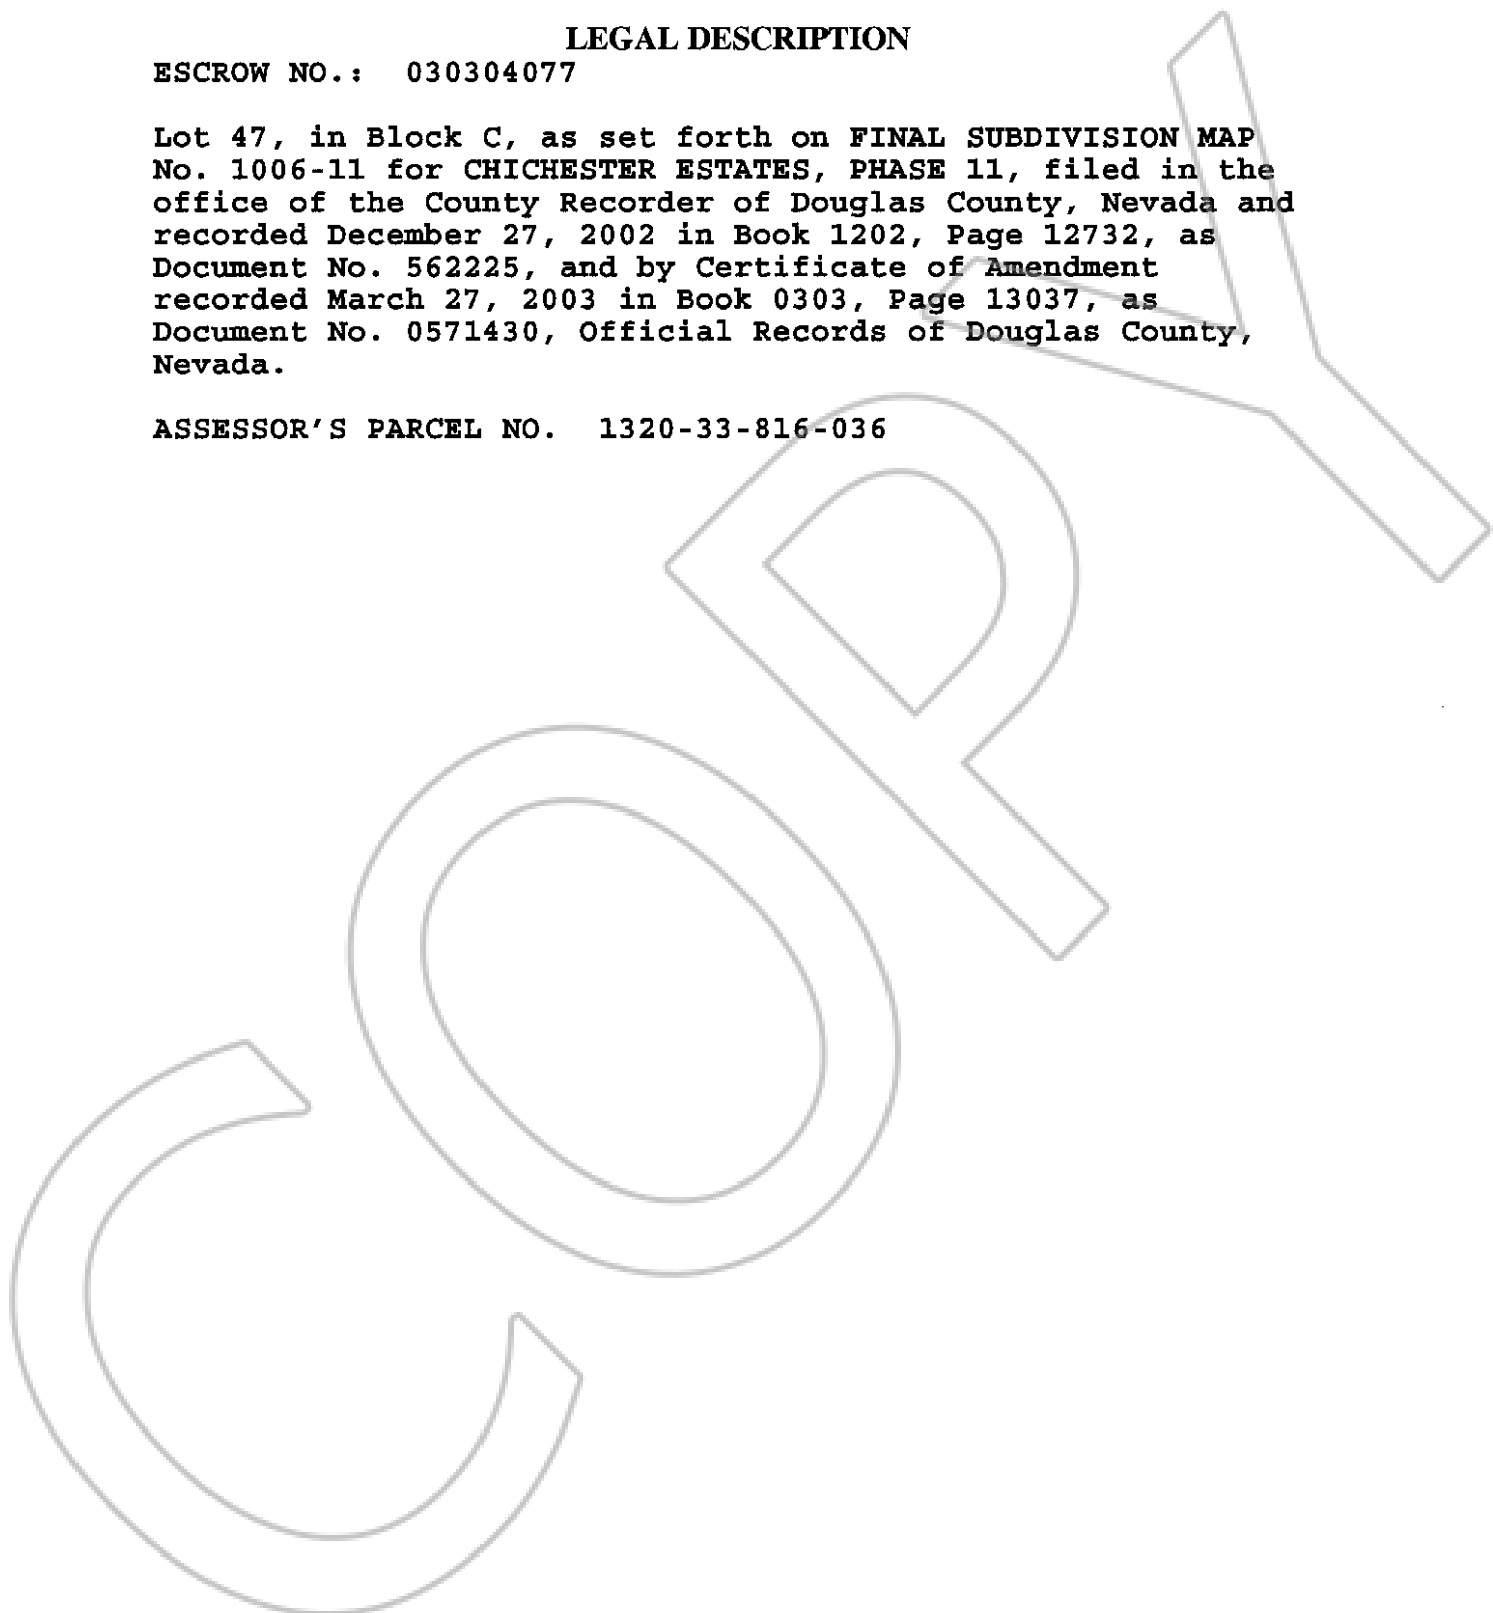 LEGAL DESCRIPTION
ESCROW NO.: 030304077
Lot 47, in Block C, as set forth on FINAL SUBDIVISION MAP
No. 1006-11 for CHICHESTER ESTATES, PHASE 11, filed in the
office of the County Recorder of Douglas County, Nevada and
recorded December 27, 2002 in Book 1202, Page 12732, as
Document No. 562225, and by Certificate of Amendment
recorded March 27, 2003 in Book 0303, Page 13037, as
Document No. 0571430, Official Records of Douglas County,
Nevada.
ASSESSOR'S PARCEL NO. 1320-33-816-036
COPY